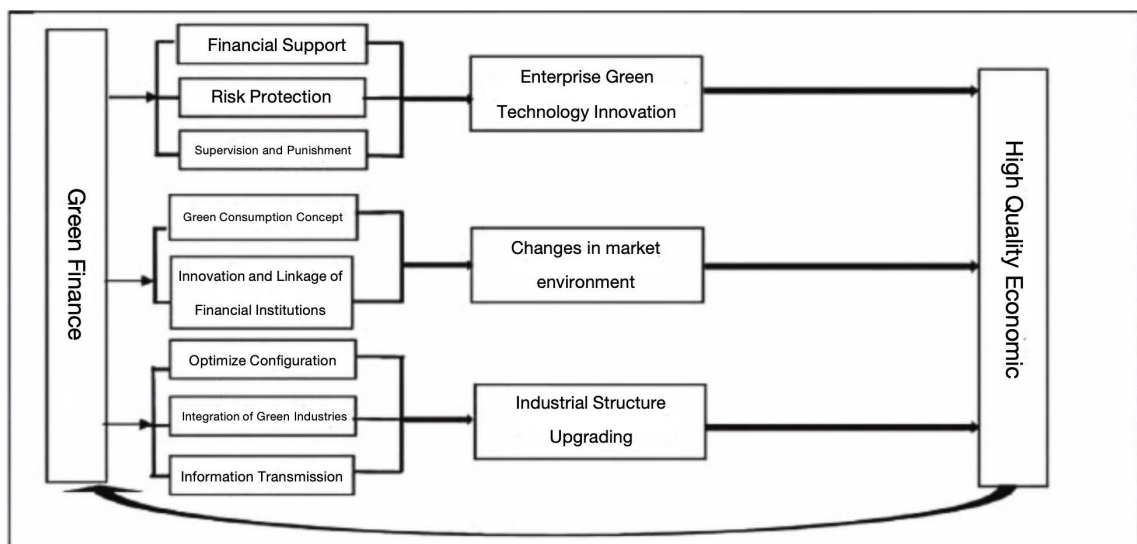 Green Finance
Financial Support
Risk Protection
Supervision and Punishment
Green Consumption Concept
Innovation and Linkage of
Financial Institutions
Optimize Configuration
Integration of Green Industries
Information Transmission
Enterprise Green
Technology Innovation
Changes in market
environment
Industrial Structure
Upgrading
High Quality Economic